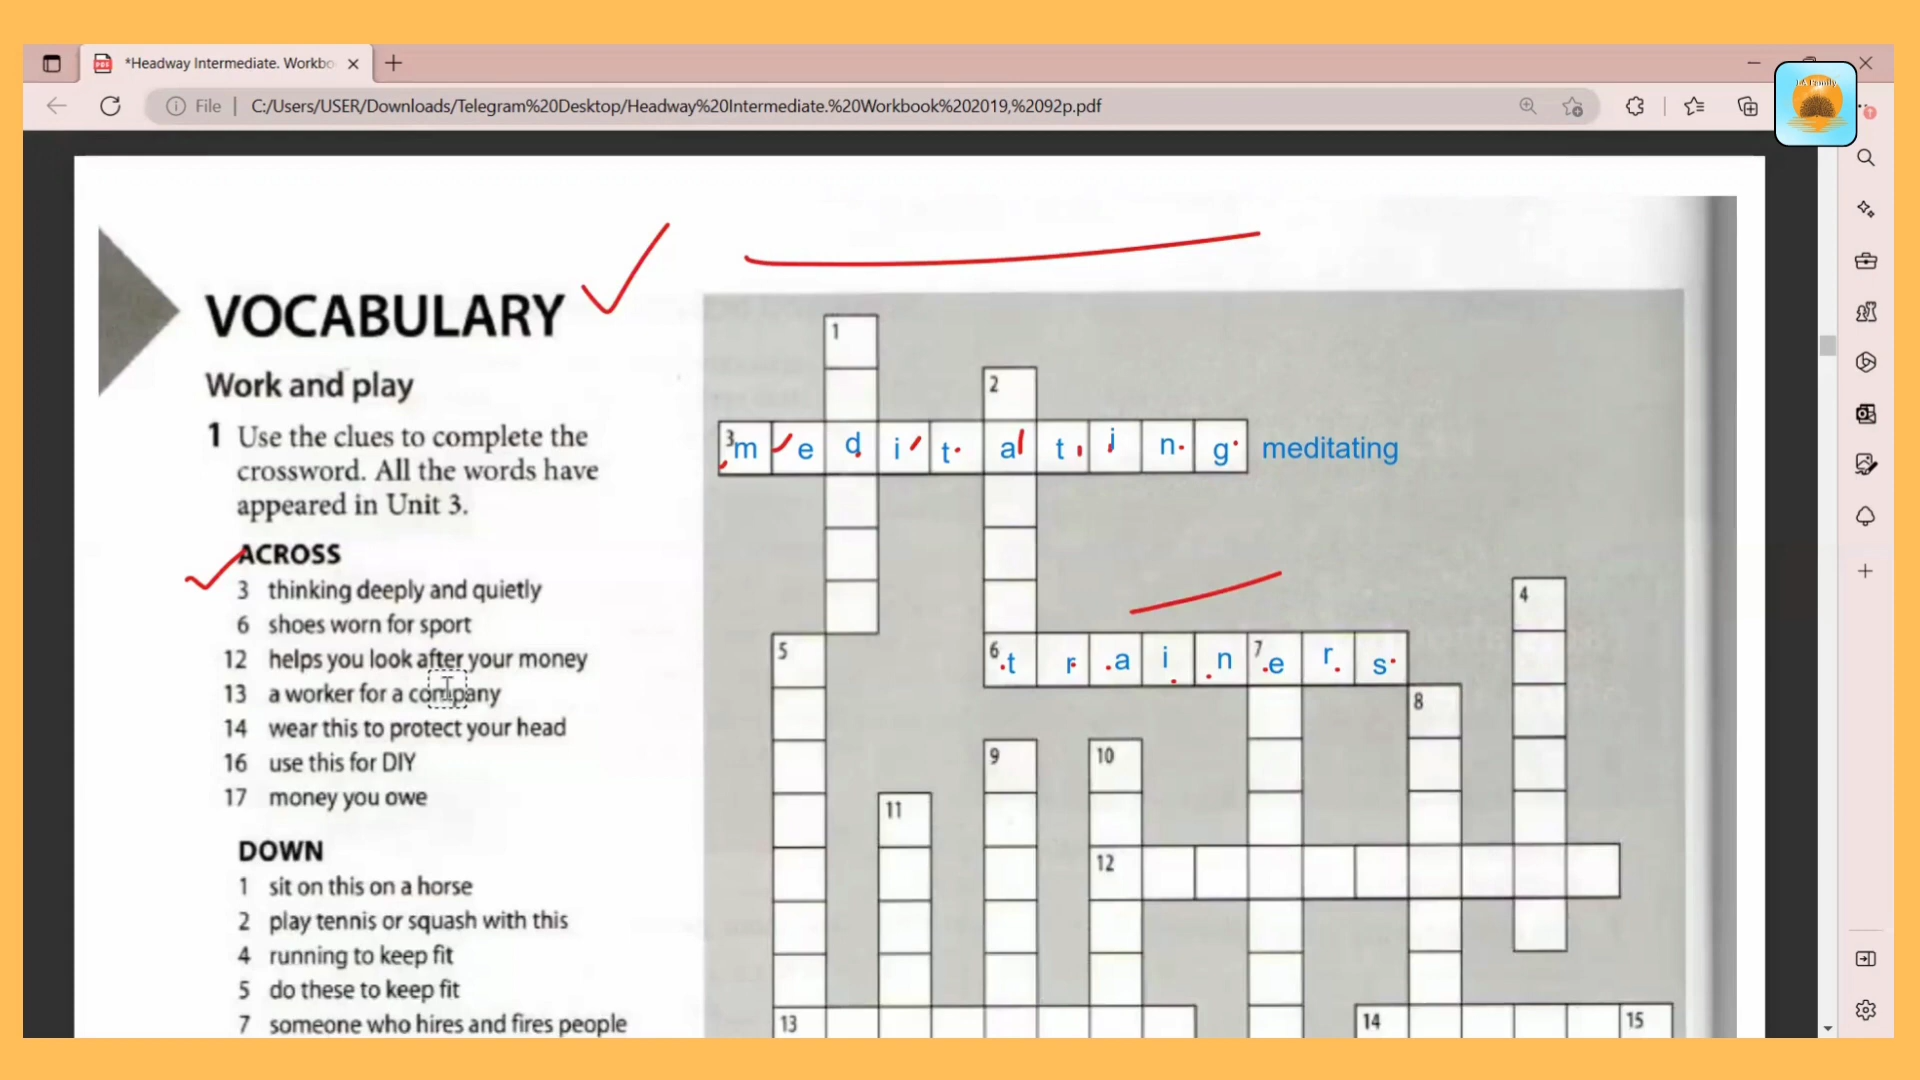 *Headway Intermediate. Workbo
File | C:/Users/USER/Downloads/Telegram%20Desktop/Headway%20Intermediate.%20Workbook%202019,%2092p.pdf
VOCABULARY
Work and play
1 Use the clues to complete the
crossword. All the words have
appeared in Unit 3.
ACROSS
3 thinking deeply and quietly
6 shoes worn for sport
12 helps you look after your money
13 a worker for a company
14 wear this to protect your head
16 use this for DIY
17 money you owe
DOWN
1 sit on this on a horse
2 play tennis or squash with this
4 running to keep fit
5 do these to keep fit
7 someone who hires and fires people
1
2
3 m e d i t a t i n g meditating
4
5
6 t r a i n 7 e r s
8
9 10
11
12
13 14 15